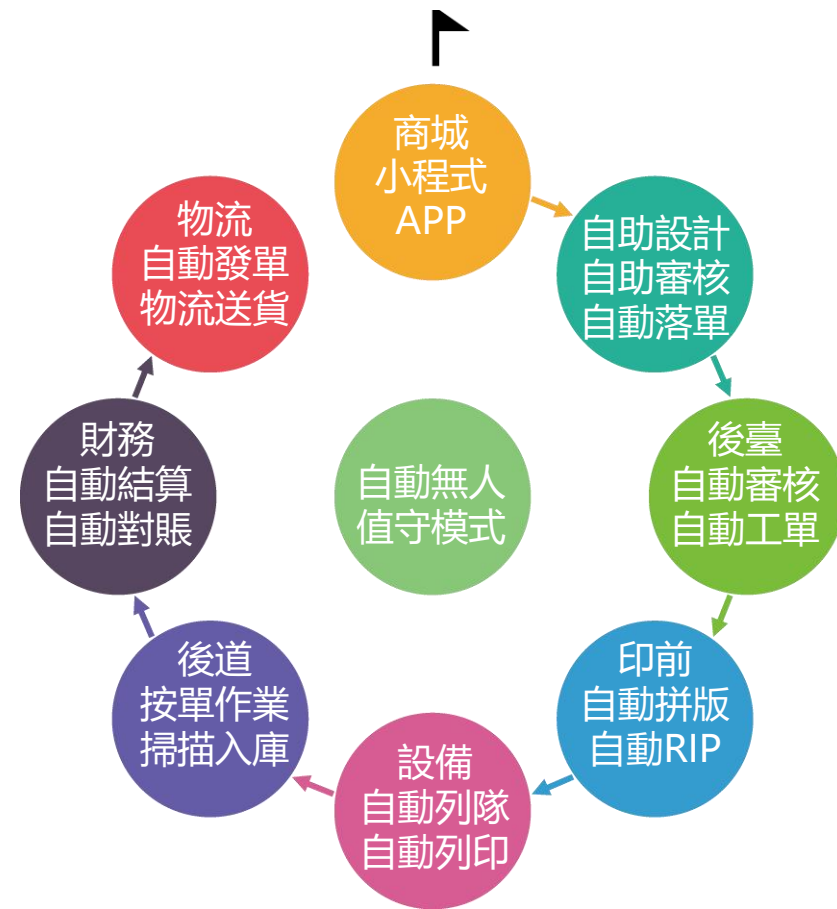 商城
小程式
APP
自助設計
自助審核
自動落單
後臺
自動審核
自動工單
印前
自動拼版
自動RIP
設備
自動列隊
自動列印
後道
按單作業
掃描入庫
財務
自動結算
自動對賬
物流
自動發單
物流送貨
自動無人
值守模式